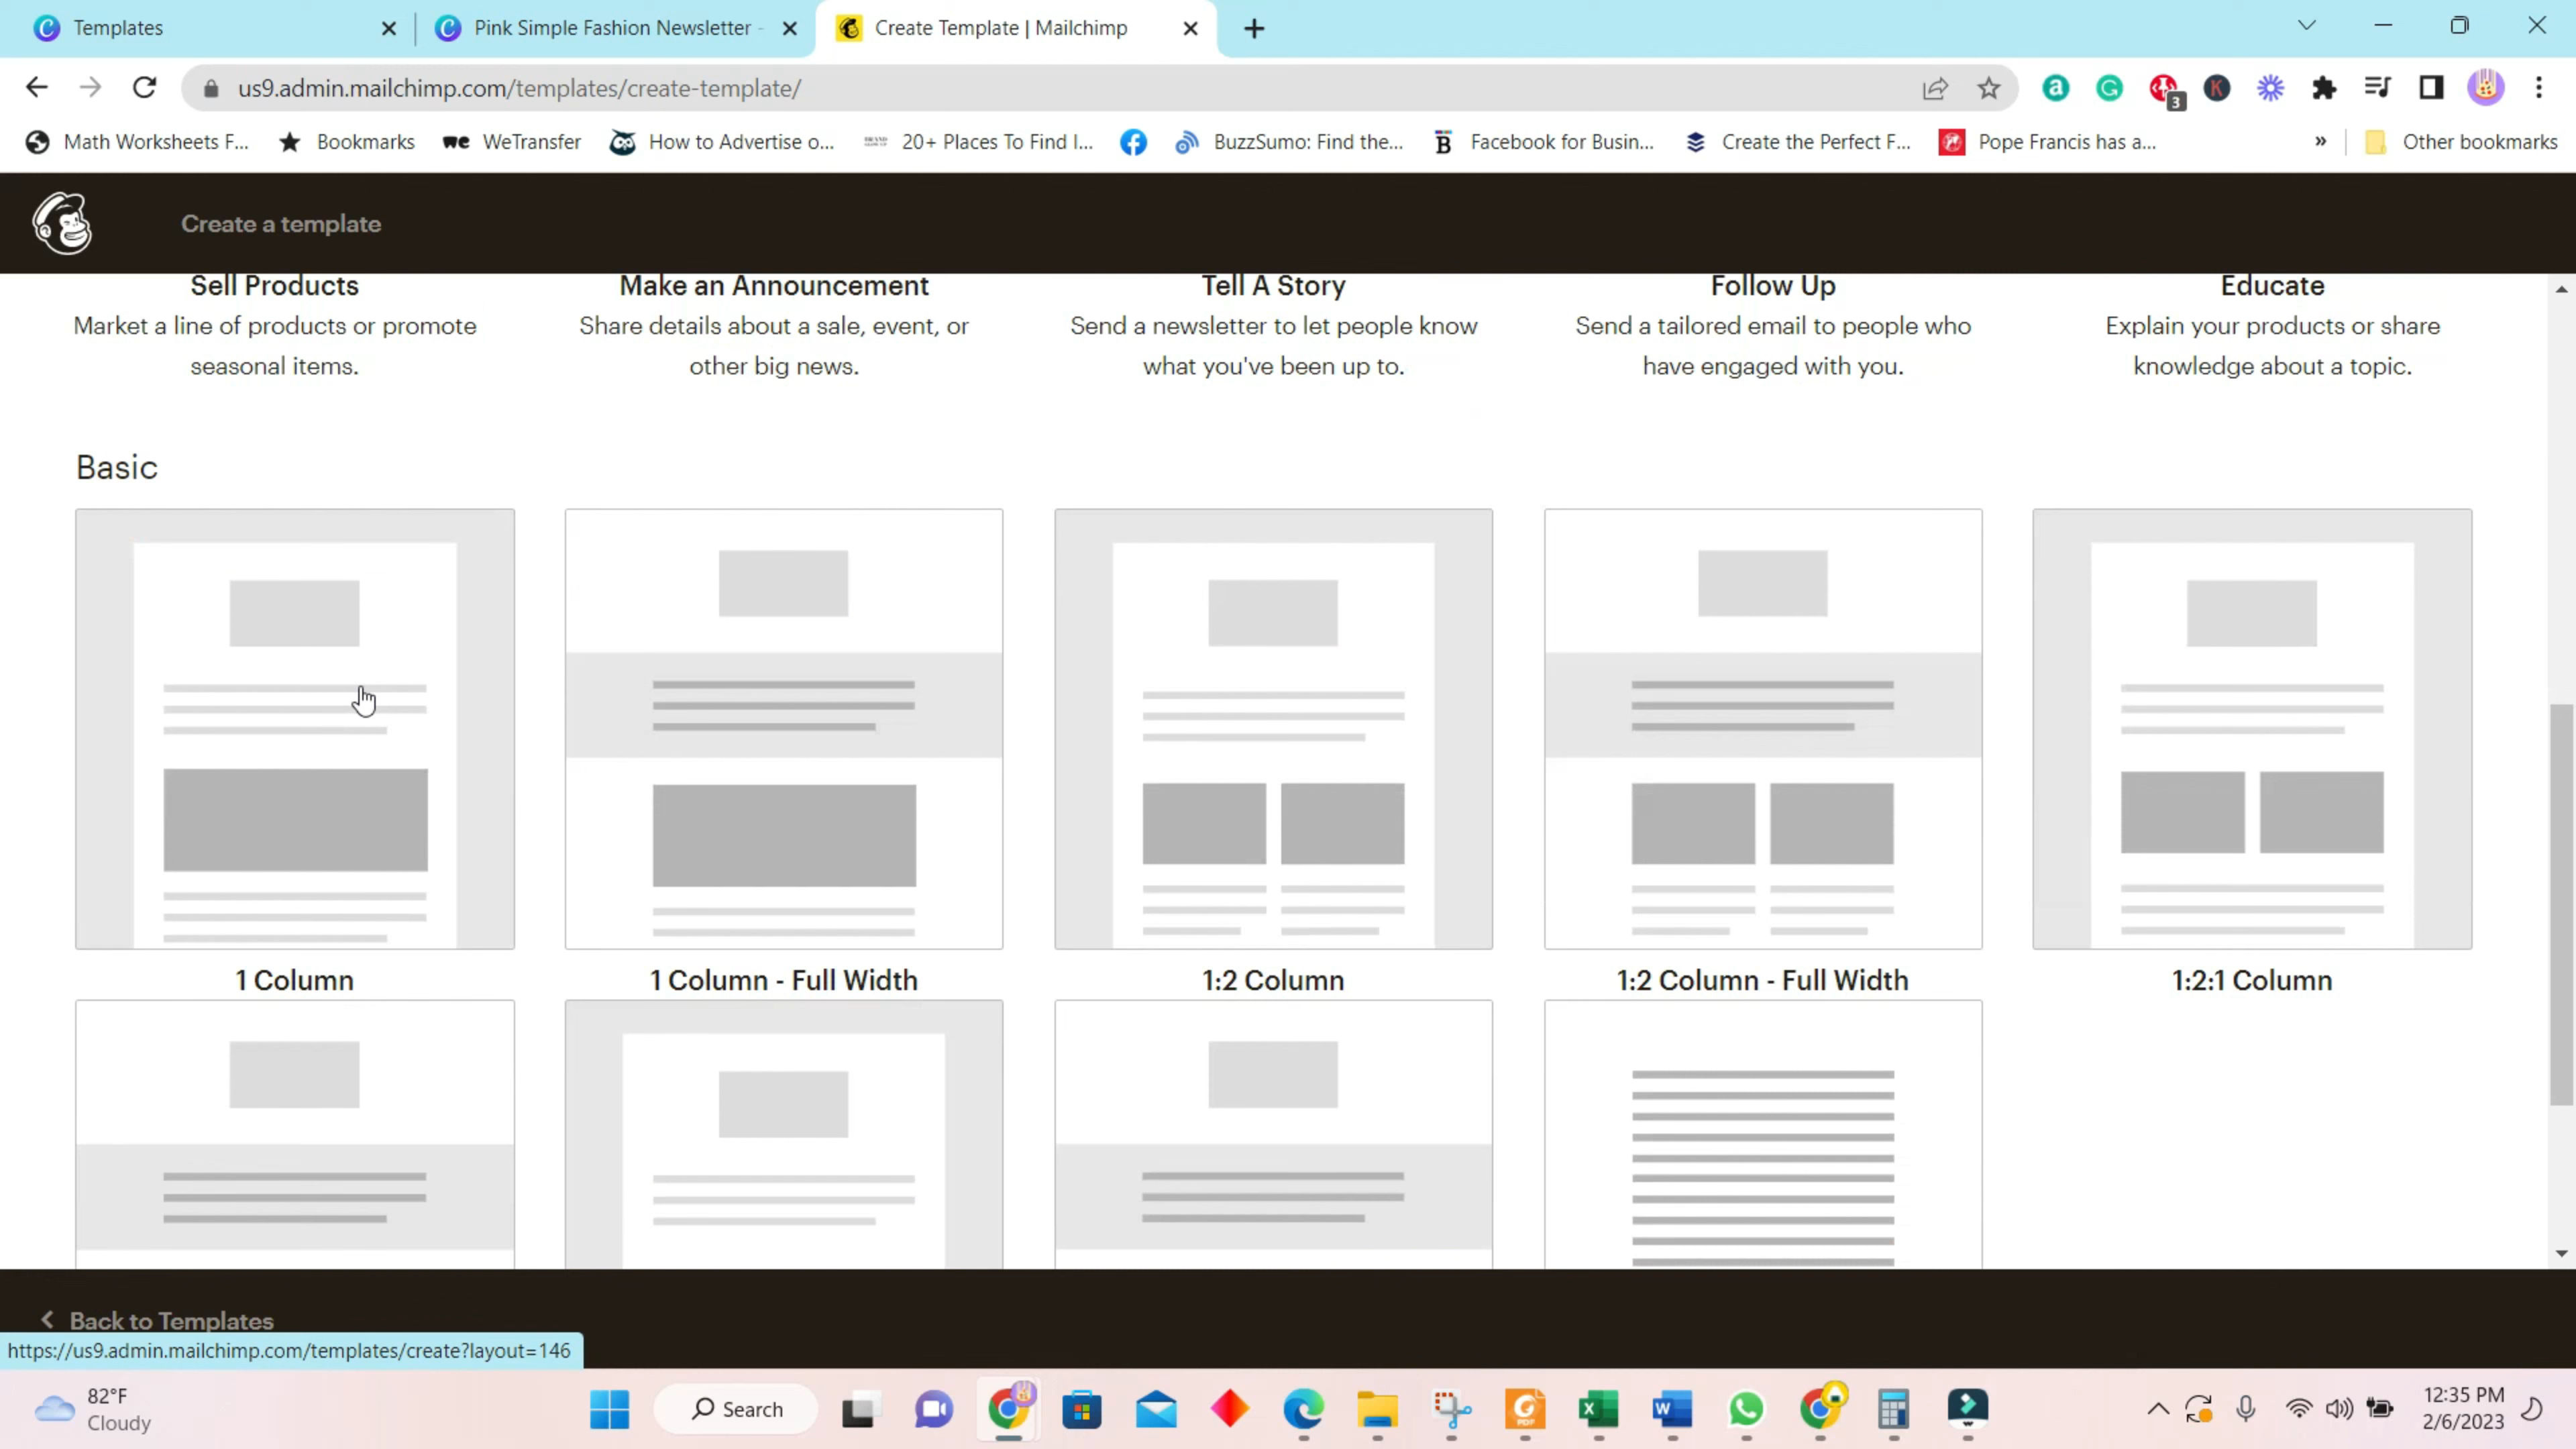 Templates
Pink Simple Fashion Newsletter -
Create Template | Mailchimp
us9.admin.mailchimp.com/templates/create-template/
3
Math Worksheets F...
Bookmarks
WeTransfer
How to Advertise o...
20+ Places To Find I...
BuzzSumo: Find the...
Facebook for Busin...
Create the Perfect F...
Pope Francis has a...
»
Other bookmarks
Create a template
Sell Products
Market a line of products or promote
seasonal items.
Make an Announcement
Share details about a sale, event, or
other big news.
Tell A Story
Send a newsletter to let people know
what you've been up to.
Follow Up
Send a tailored email to people who
have engaged with you.
Educate
Explain your products or share
knowledge about a topic.
Basic
1 Column
1 Column - Full Width
1:2 Column
1:2 Column - Full Width
1:2:1 Column
Back to Templates
https://us9.admin.mailchimp.com/templates/create?layout=146
82°F
Cloudy
Search
12:35 PM
2/6/2023